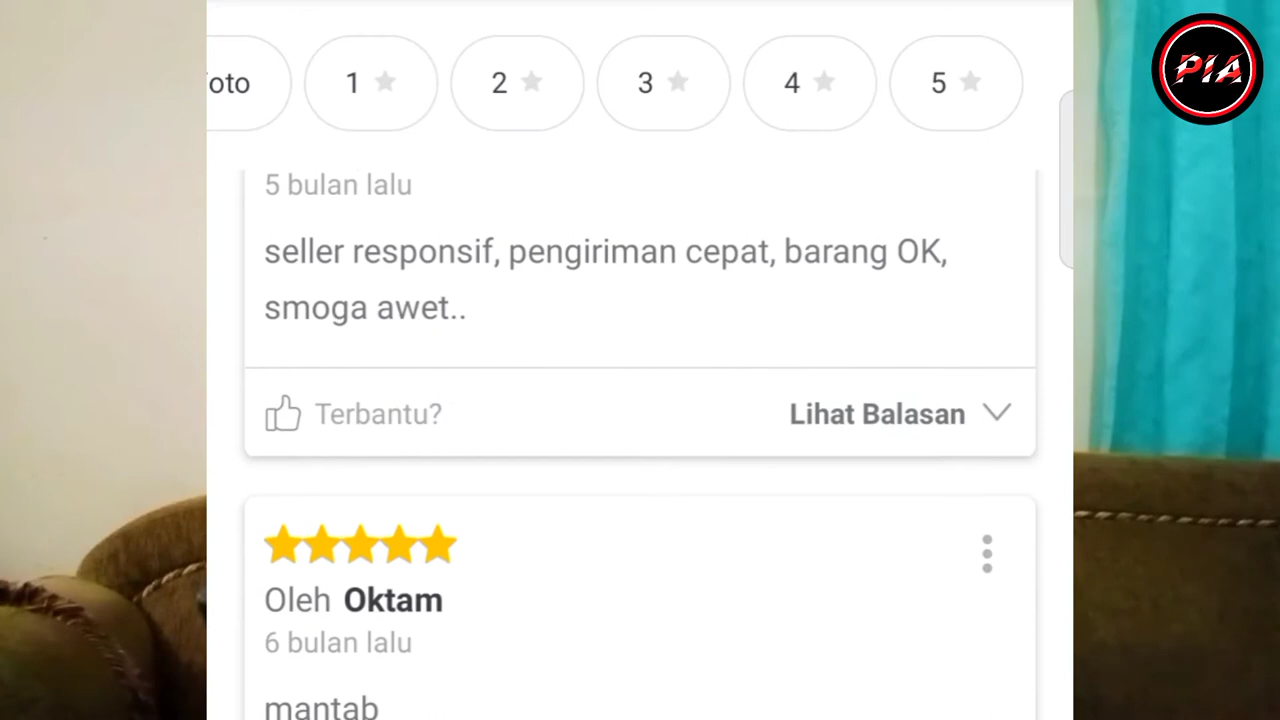 oto 1 2 3 4 5
PIA
5 bulan lalu
seller responsif, pengiriman cepat, barang OK,
smoga awet..
Terbantu? Lihat Balasan
Oleh Oktam
6 bulan lalu
mantab